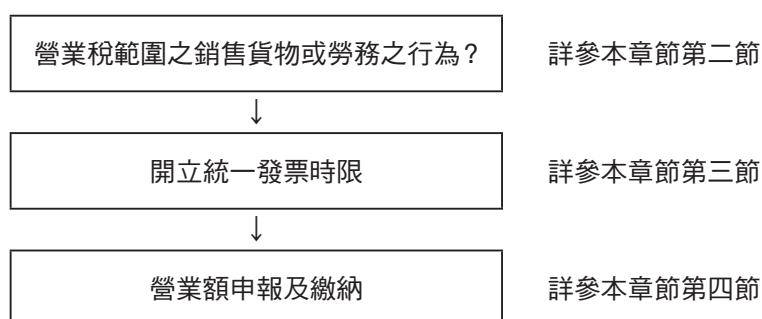 營業稅範圍之銷售貨物或勞務之行為？ 詳參本章節第二節
↓
開立統一發票時限 詳參本章節第三節
↓
營業額申報及繳納 詳參本章節第四節